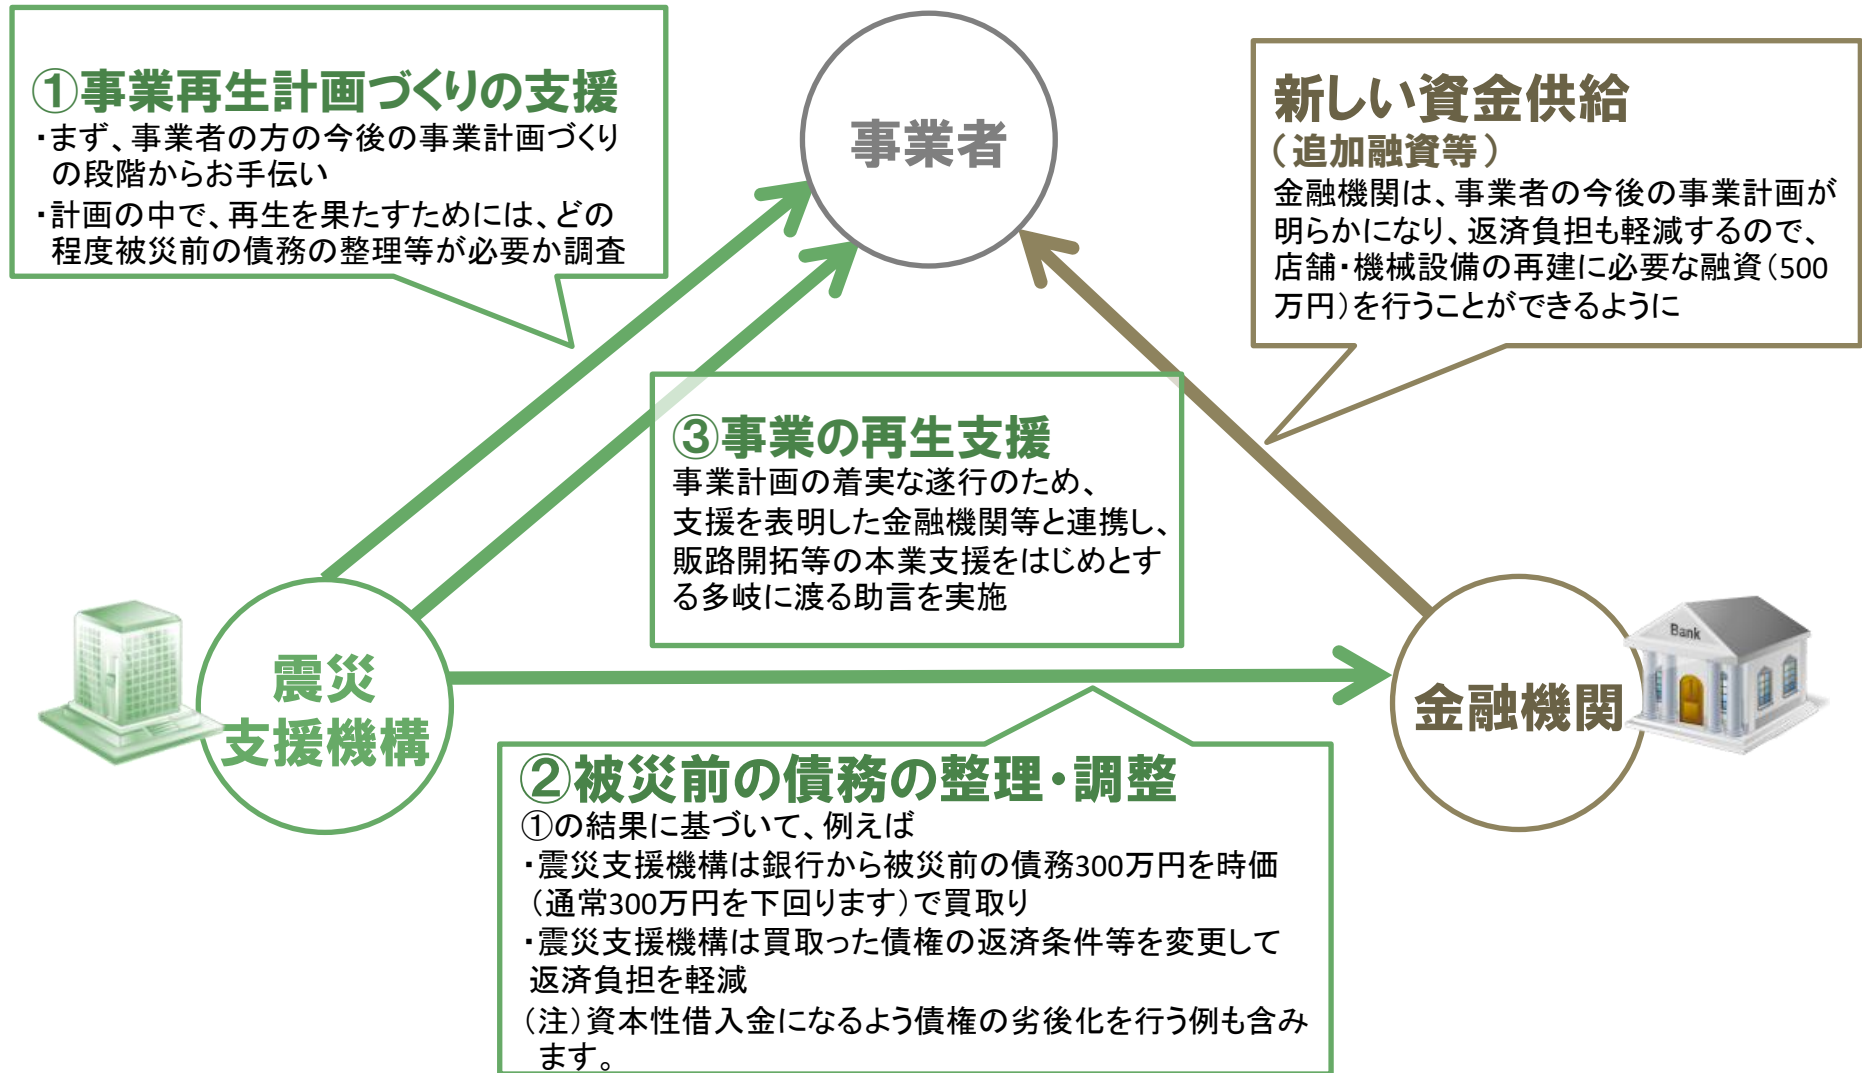 ①事業再生計画づくりの支援
・まず、事業者の方の今後の事業計画づくり
の段階からお手伝い
・計画の中で、再生を果たすためには、どの
程度被災前の債務の整理等が必要か調査
事業者
新しい資金供給
（追加融資等）
金融機関は、事業者の今後の事業計画が
明らかになり、返済負担も軽減するので、
店舗・機械設備の再建に必要な融資（500
万円）を行うことができるように
③事業の再生支援
事業計画の着実な遂行のため、
支援を表明した金融機関等と連携し、
販路開拓等の本業支援をはじめとす
る多岐に渡る助言を実施
震災
支援機構
Bank
金融機関
②被災前の債務の整理・調整
①の結果に基づいて、例えば
・震災支援機構は銀行から被災前の債務300万円を時価
（通常300万円を下回ります）で買取り
・震災支援機構は買取った債権の返済条件等を変更して
返済負担を軽減
（注）資本性借入金になるよう債権の劣後化を行う例も含み
ます。